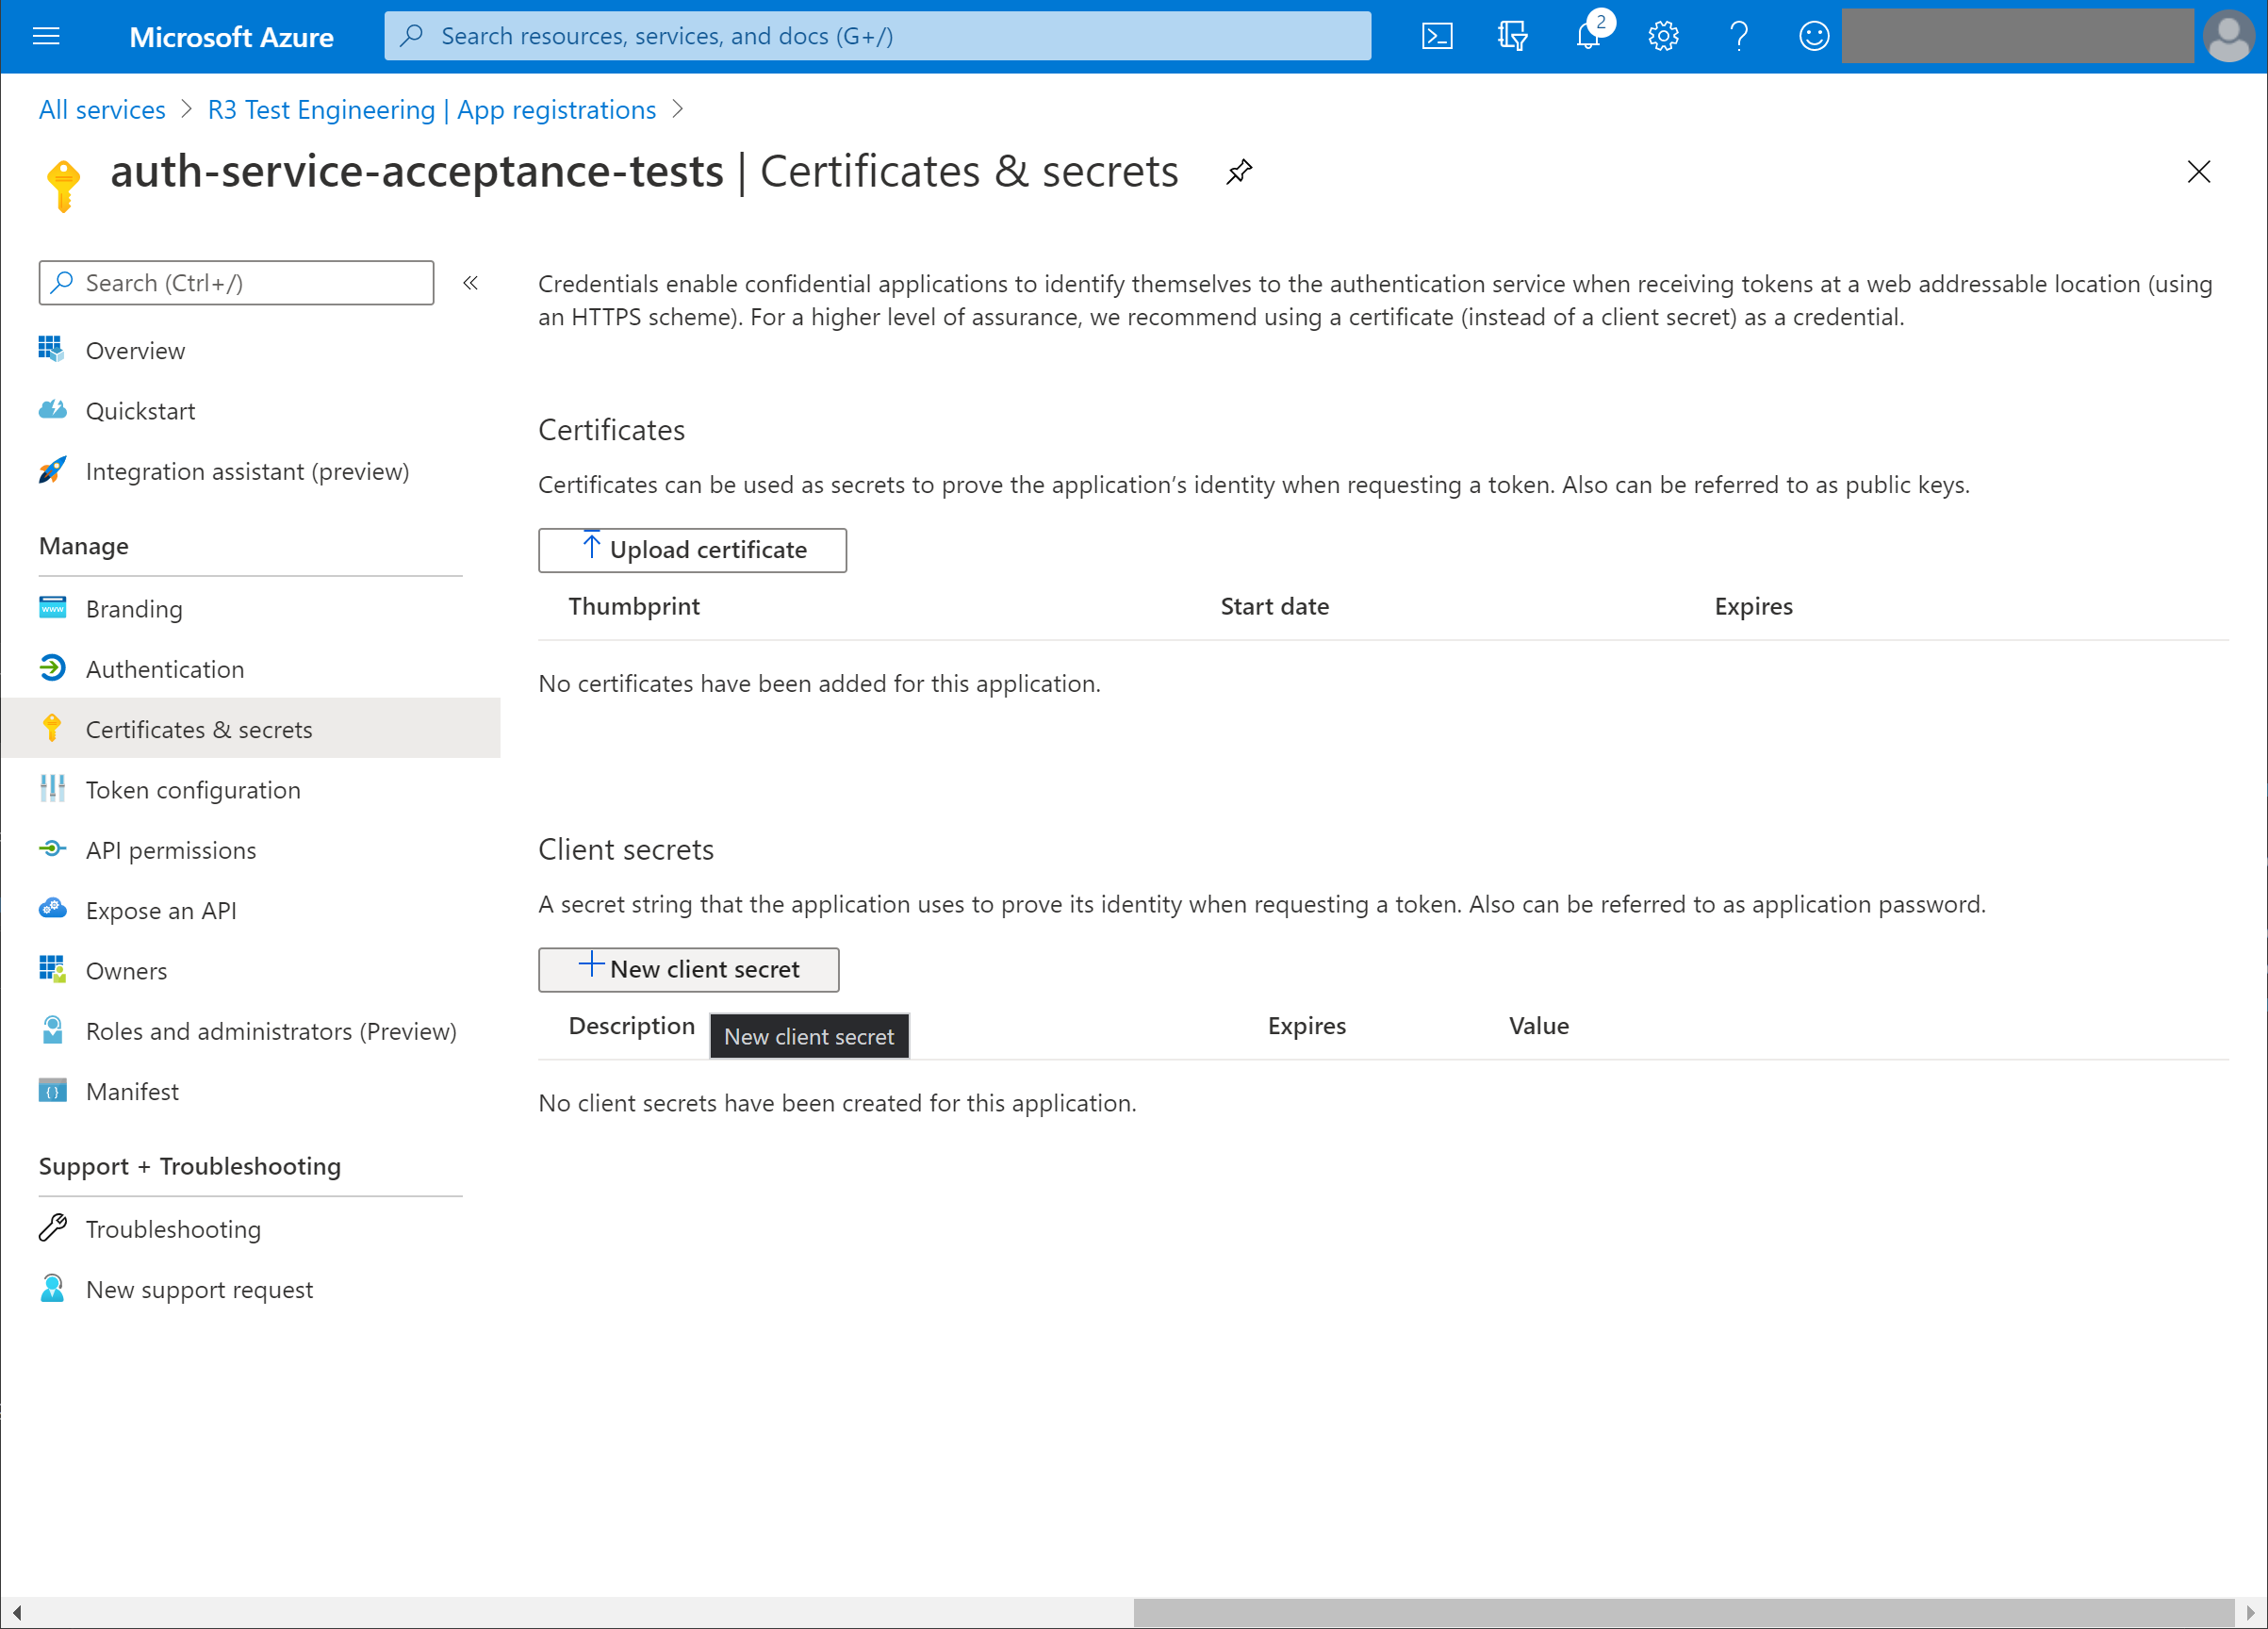 Microsoft Azure
Search resources, services, and docs (G+/)
2
All services > R3 Test Engineering | App registrations >
auth-service-acceptance-tests | Certificates & secrets
Search (Ctrl+/)
«
Overview
Quickstart
Integration assistant (preview)
Manage
Branding
Authentication
Certificates & secrets
Token configuration
API permissions
Expose an API
Owners
Roles and administrators (Preview)
Manifest
Support + Troubleshooting
Troubleshooting
New support request
Credentials enable confidential applications to identify themselves to the authentication service when receiving tokens at a web addressable location (using
an HTTPS scheme). For a higher level of assurance, we recommend using a certificate (instead of a client secret) as a credential.
Certificates
Certificates can be used as secrets to prove the application’s identity when requesting a token. Also can be referred to as public keys.
Upload certificate
Thumbprint Start date Expires
No certificates have been added for this application.
Client secrets
A secret string that the application uses to prove its identity when requesting a token. Also can be referred to as application password.
New client secret
Description Expires Value
New client secret
No client secrets have been created for this application.